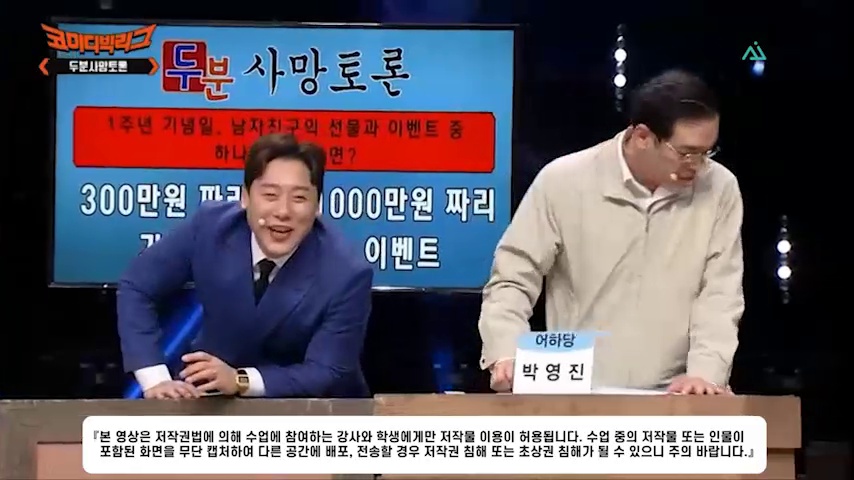 코미디빅리그
두분사망토론
두분 사망토론
1주년 기념일, 남자친구의 선물과 이벤트 중
면?
300만원 짜리
1000만원 짜리
이벤트
어하당
박영진
『본 영상은 저작권법에 의해 수업에 참여하는 강사와 학생에게만 저작물 이용이 허용됩니다. 수업 중의 저작물 또는 인물이
포함된 화면을 무단 캡처하여 다른 공간에 배포, 전송할 경우 저작권 침해 또는 초상권 침해가 될 수 있으니 주의 바랍니다.』